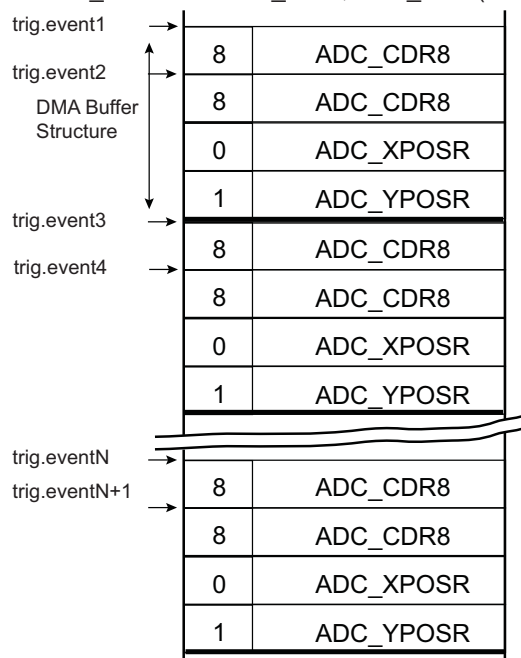 trig.event1
8 ADC_CDR8
trig.event2
8 ADC_CDR8
DMA Buffer
Structure
0 ADC_XPOSR
1 ADC_YPOSR
trig.event3
8 ADC_CDR8
trig.event4
8 ADC_CDR8
0 ADC_XPOSR
1 ADC_YPOSR
trig.eventN
8 ADC_CDR8
trig.eventN+1
8 ADC_CDR8
0 ADC_XPOSR
1 ADC_YPOSR